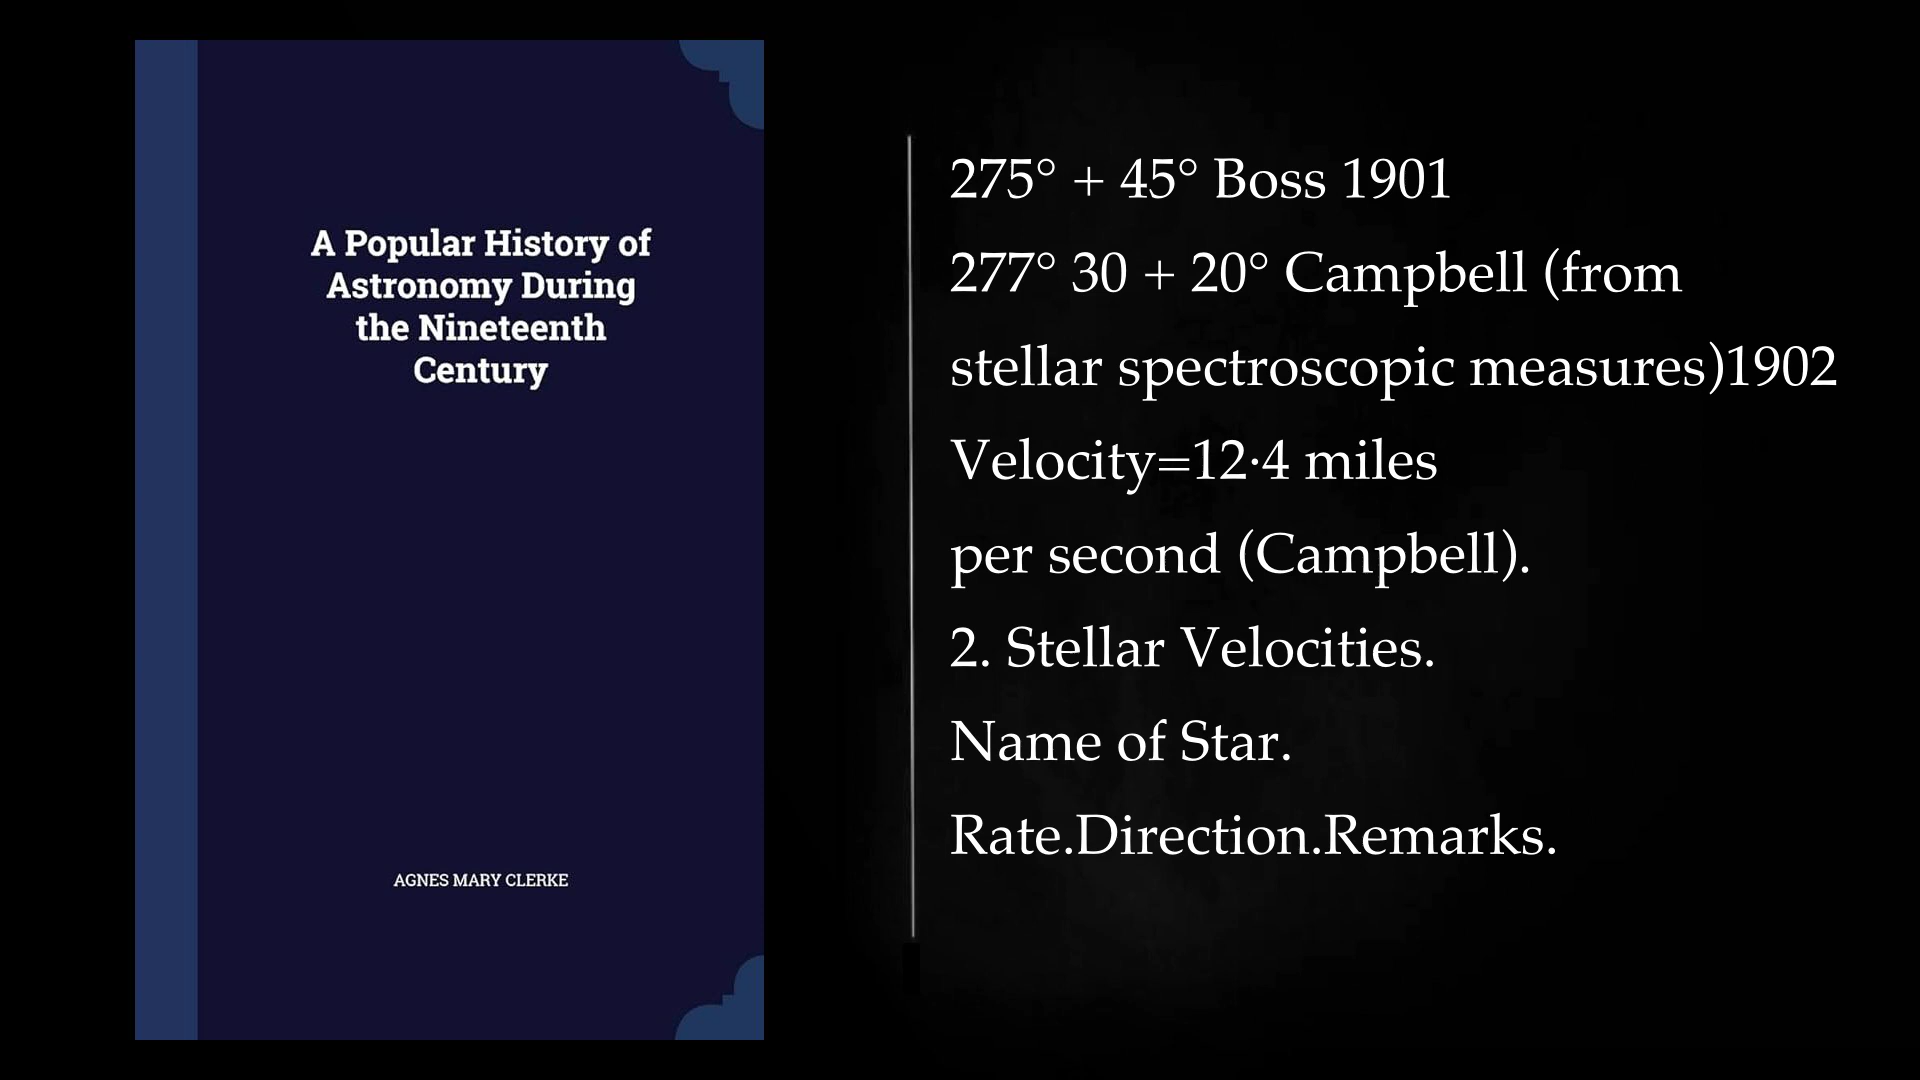 A Popular History of
Astronomy During
the Nineteenth
Century
AGNES MARY CLERKE
275° + 45° Boss 1901
277° 30 + 20° Campbell (from
stellar spectroscopic measures)1902
Velocity=12·4 miles
per second (Campbell).
2. Stellar Velocities.
Name of Star.
Rate.Direction.Remarks.